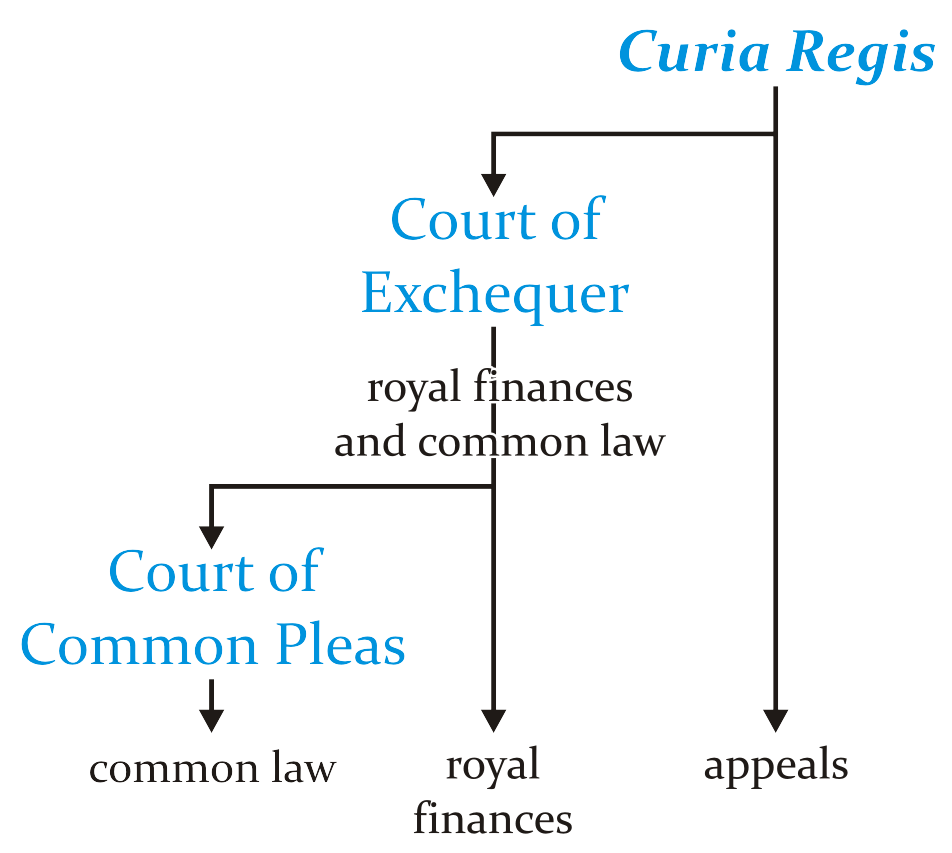 Curia Regis
Court of
Exchequer
royal finances
and common law
Court of
Common Pleas
common law
royal
finances
appeals